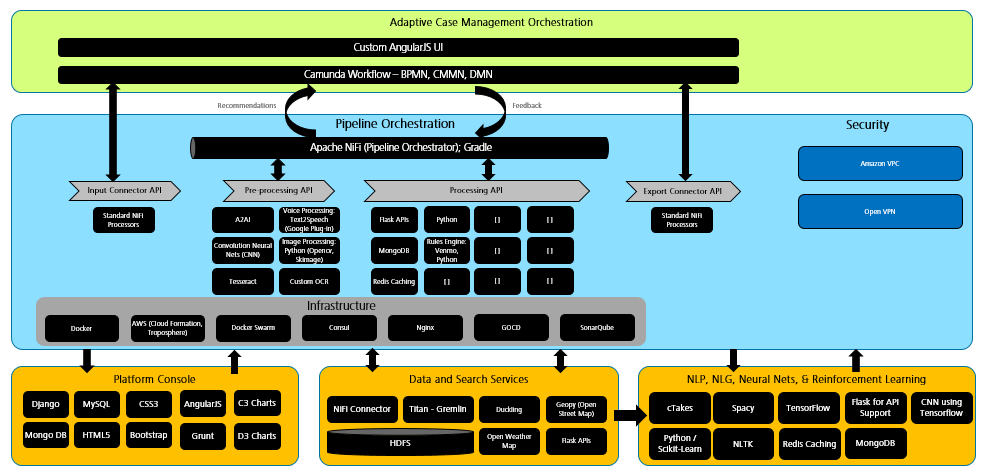 Adaptive Case Management Orchestration
Custom AngularJS UI
Camunda Workflow – BPMN, CMMN, DMN
Recommendations
Feedback
Pipeline Orchestration
Security
Apache NiFi (Pipeline Orchestrator); Gradle
Amazon VPC
Open VPN
Input Connector API
Pre-processing API
Processing API
Export Connector API
Standard NiFi
Processors
A2AI
Voice Processing:
Text2Speech
(Google Plug-in)
Convolution Neural
Nets (CNN)
Image Processing:
Python (Opencv,
Skimage)
Tesseract
Custom OCR
Flask APIs
Python
[ ]
[ ]
MongoDB
Rules Engine:
Venmo,
Python
[ ]
[ ]
Redis Caching
[ ]
[ ]
[ ]
Standard NiFi
Processors
Infrastructure
Docker
AWS (Cloud Formation,
Troposphere)
Docker Swarm
Consul
Nginx
GOCD
SonarQube
Platform Console
Django
MySQL
CSS3
AngularJS
C3 Charts
Mongo DB
HTML5
Bootstrap
Grunt
D3 Charts
Data and Search Services
NIFI Connector
Titan - Gremlin
Duckling
Geopy (Open
Street Map)
HDFS
Open Weather
Map
Flask APIs
NLP, NLG, Neural Nets, & Reinforcement Learning
cTakes
Spacy
TensorFlow
Flask for API
Support
CNN using
Tensorflow
Python /
Scikit-Learn
NLTK
Redis Caching
MongoDB